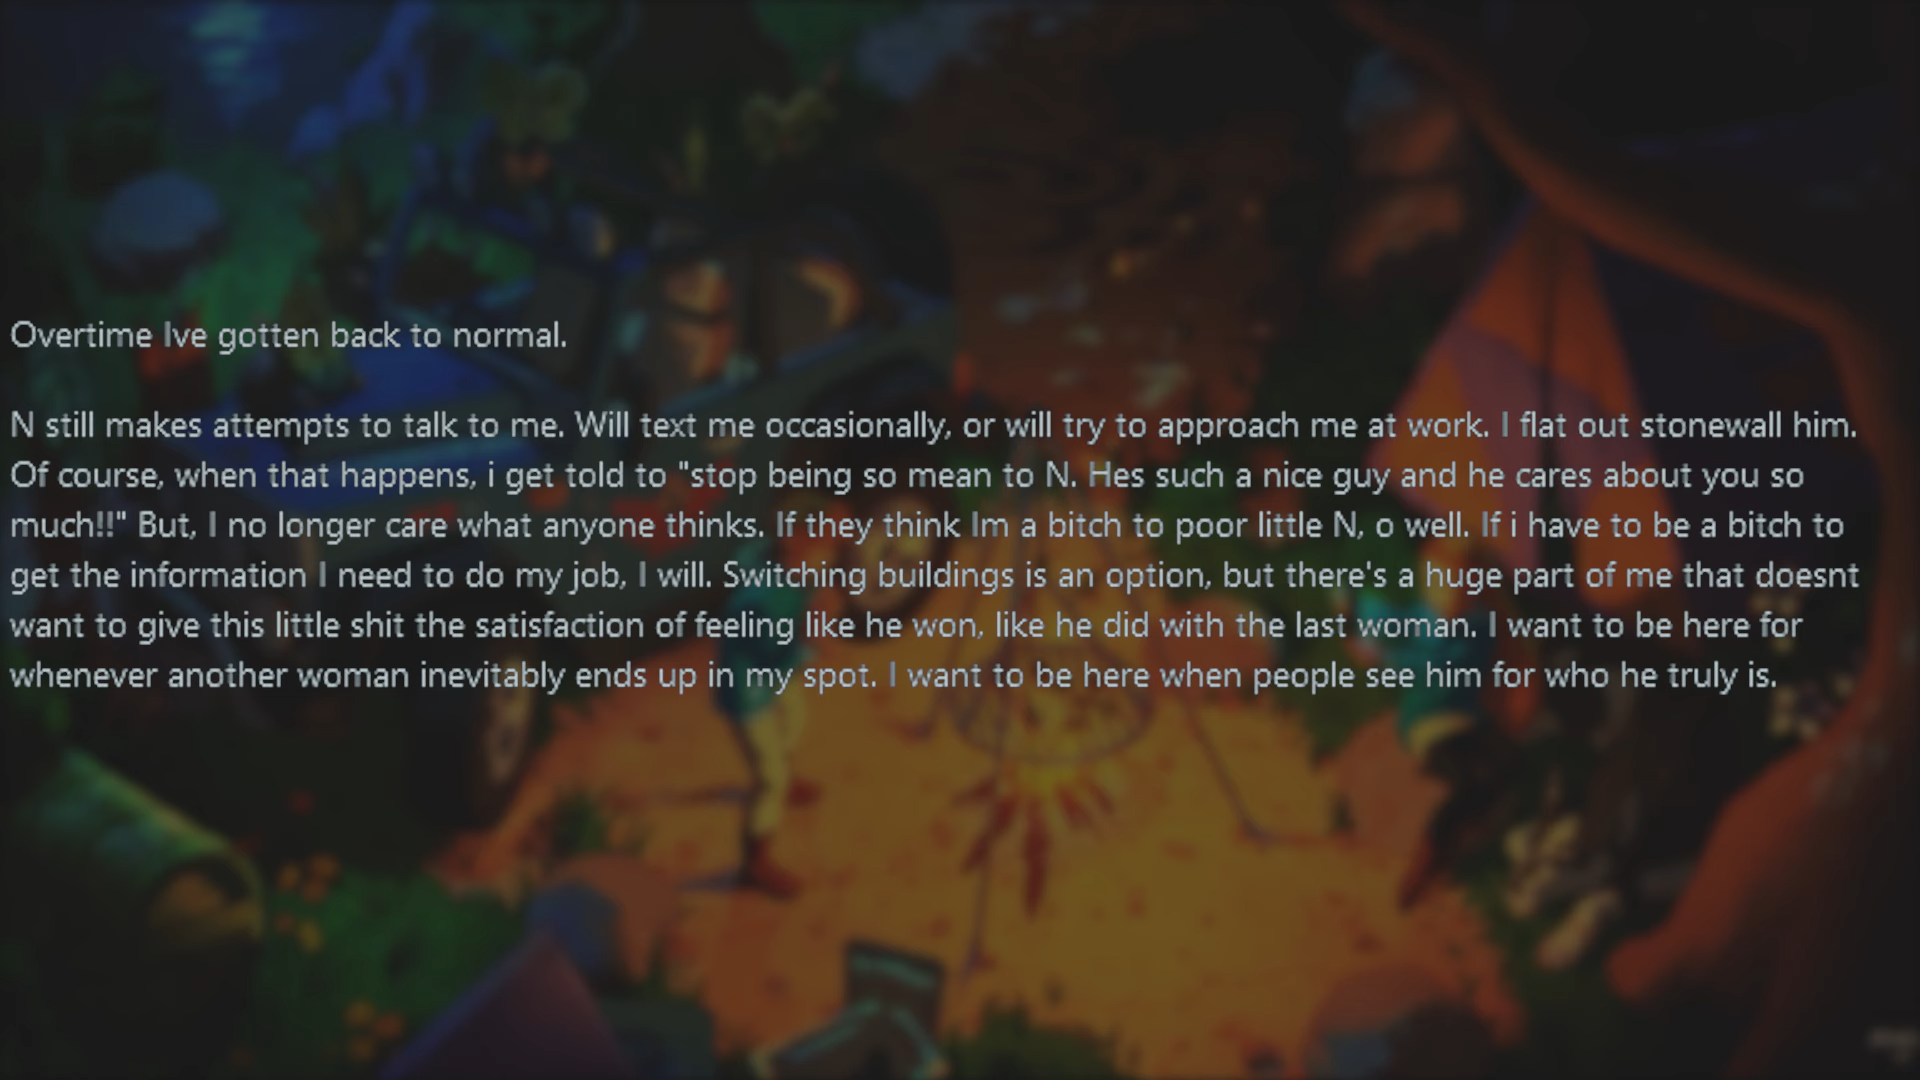 Overtime Ive gotten back to normal.
N still makes attempts to talk to me. Will text me occasionally, or will try to approach me at work. I flat out stonewall him.
Of course, when that happens, i get told to "stop being so mean to N. Hes such a nice guy and he cares about you so
much!!" But, I no longer care what anyone thinks. If they think Im a bitch to poor little N, o well. If i have to be a bitch to
get the information I need to do my job, I will. Switching buildings is an option, but there's a huge part of me that doesnt
want to give this little shit the satisfaction of feeling like he won, like he did with the last woman. I want to be here for
whenever another woman inevitably ends up in my spot. I want to be here when people see him for who he truly is.